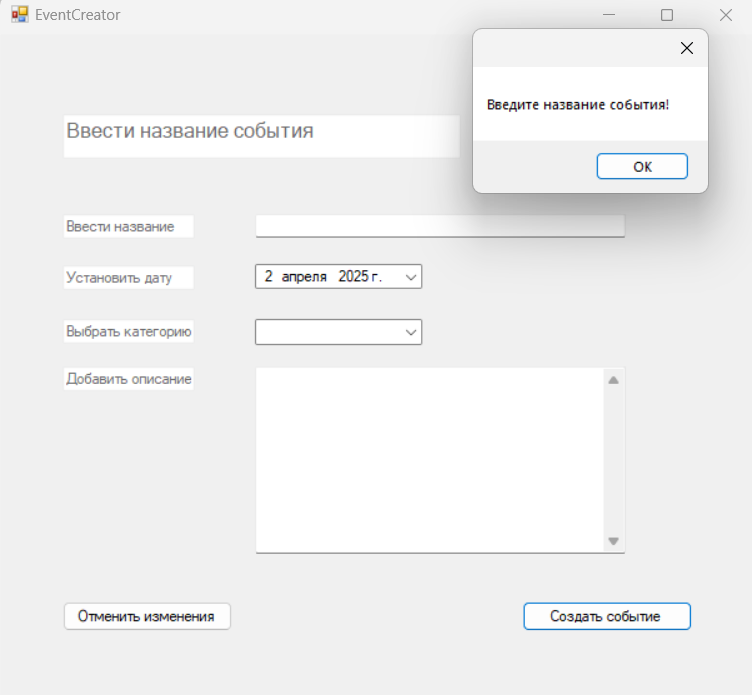 EventCreator
Введите название события!
OK
Ввести название события
Ввести название
Установить дату
2 апреля 2025 г.
Выбрать категорию
Добавить описание
Отменить изменения
Создать событие